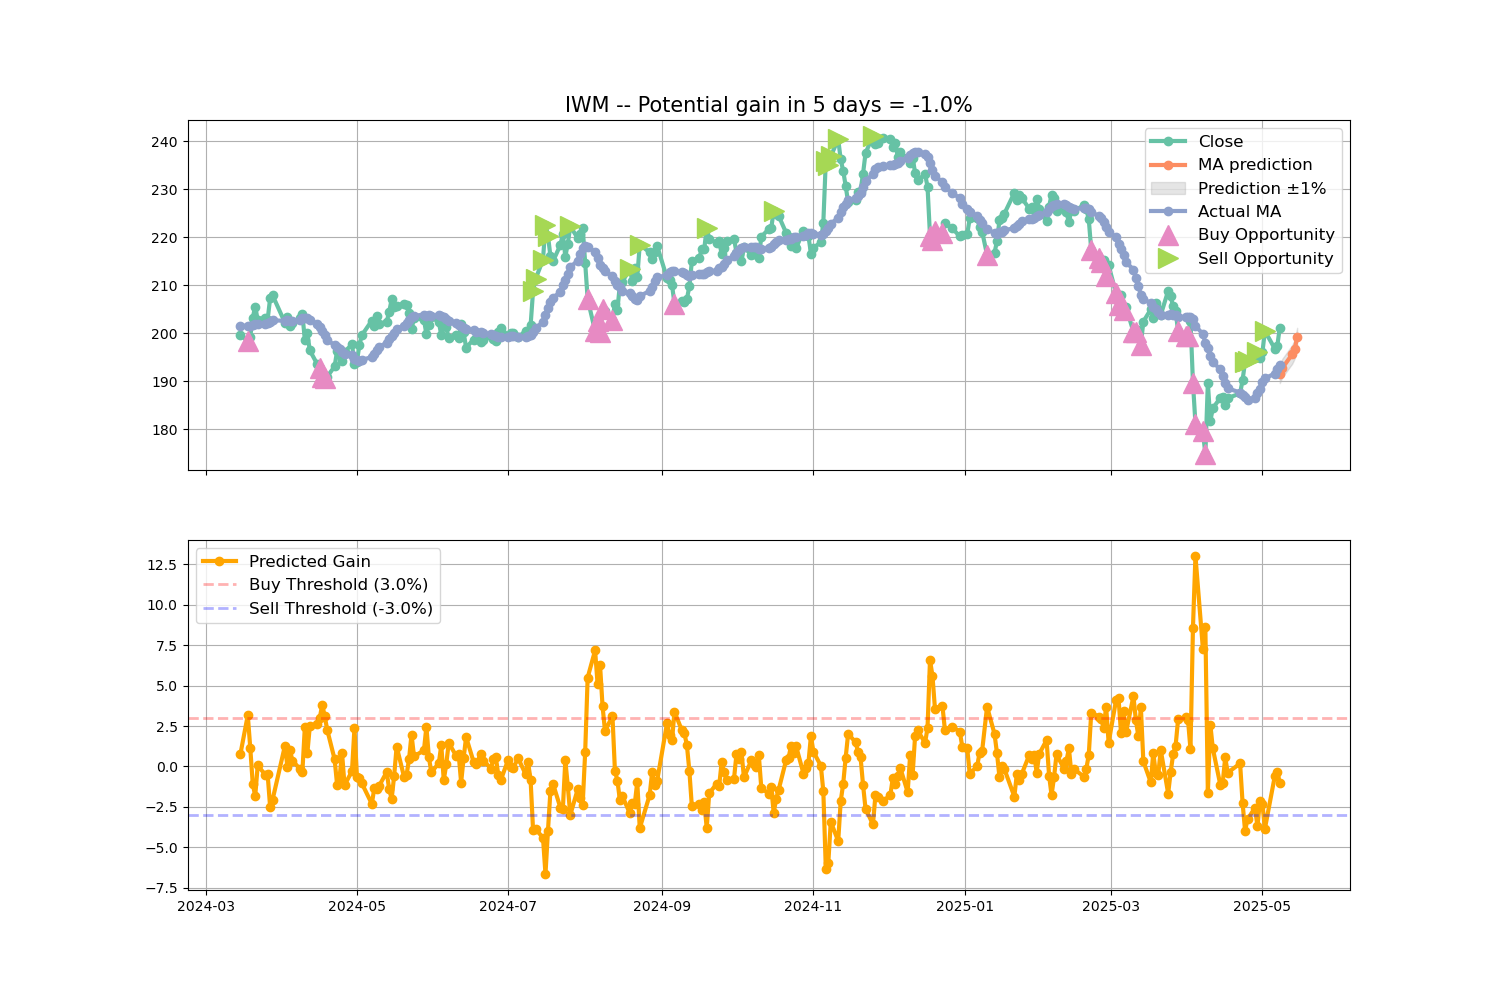 IWM -- Potential gain in 5 days = -1.0%
240
230
220
210
200
190
180
Close
MA prediction
Prediction ±1%
Actual MA
Buy Opportunity
Sell Opportunity
12.5
10.0
7.5
5.0
2.5
0.0
−2.5
−5.0
−7.5
Predicted Gain
Buy Threshold (3.0%)
Sell Threshold (-3.0%)
2024-03 2024-05 2024-07 2024-09 2024-11 2025-01 2025-03 2025-05